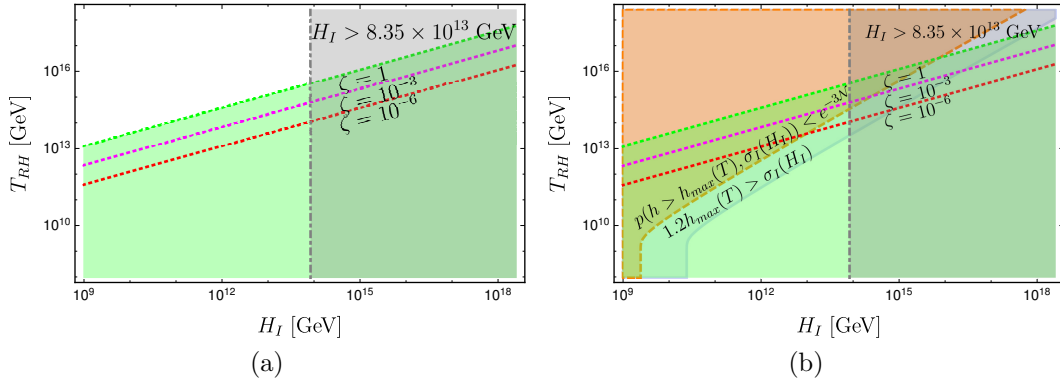 H_I > 8.35 × 10^13 GeV
ζ = 1
ζ = 10^-3
ζ = 10^-6
10^16
10^13
10^10
T_RH [GeV]
10^9
10^12
10^15
10^18
H_I [GeV]
(a)
H_I > 8.35 × 10^13 GeV
ζ = 1
ζ = 10^-3
ζ = 10^-6
p(h > h_max(T), σ_I(H_I)) < e^-3N
1.2h_max(T) > σ_I(H_I)
10^16
10^13
10^10
T_RH [GeV]
10^9
10^12
10^15
10^18
H_I [GeV]
(b)